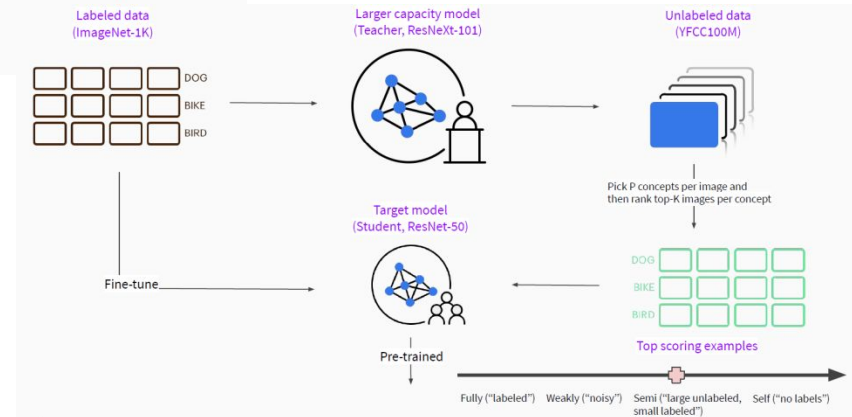 Labeled data
(ImageNet-1K)
Larger capacity model
(Teacher, ResNeXt-101)
Unlabeled data
(YFCC100M)
DOG
BIKE
BIRD
Pick P concepts per image and
then rank top-K images per concept
Target model
(Student, ResNet-50)
DOG
BIKE
BIRD
Fine-tune
Top scoring examples
Pre-trained
Fully ("labeled")
Weakly ("noisy")
Semi ("large unlabeled,
small labeled")
Self ("no labels")